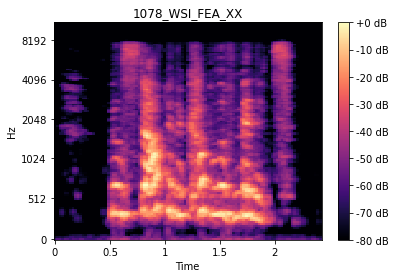 1078_WSI_FEA_XX
+0 dB
8192
-10 dB
4096
-20 dB
-30 dB
2048
Hz
-40 dB
1024
-50 dB
512
-60 dB
-70 dB
0
-80 dB
0
0.5
1
1.5
2
Time